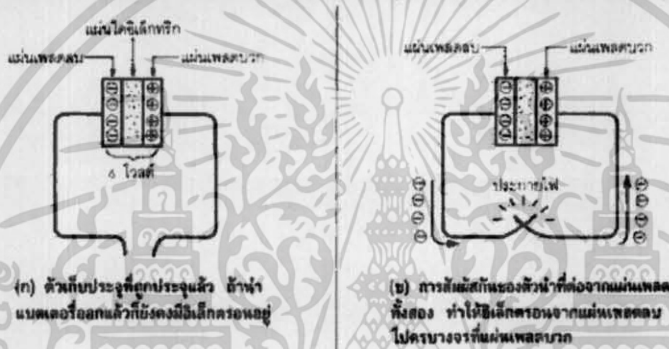 แผ่นไดอิเล็กทริก
แผ่นเพลตลบ
แผ่นเพลตบวก
6 โวลต์
(ก) ตัวเก็บประจุที่ถูกประจุแล้ว ถ้านำ
แบตเตอรี่ออกแล้วก็ยังคงมีอิเล็กตรอนอยู่
แผ่นเพลตลบ
แผ่นเพลตบวก
ประกายไฟ
(ข) การสัมผัสกันของตัวนำที่ต่อจากแผ่นเพลต
ทั้งสอง ทำให้อิเล็กตรอนจากแผ่นเพลตลบ
ไปครบวงจรที่แผ่นเพลตบวก